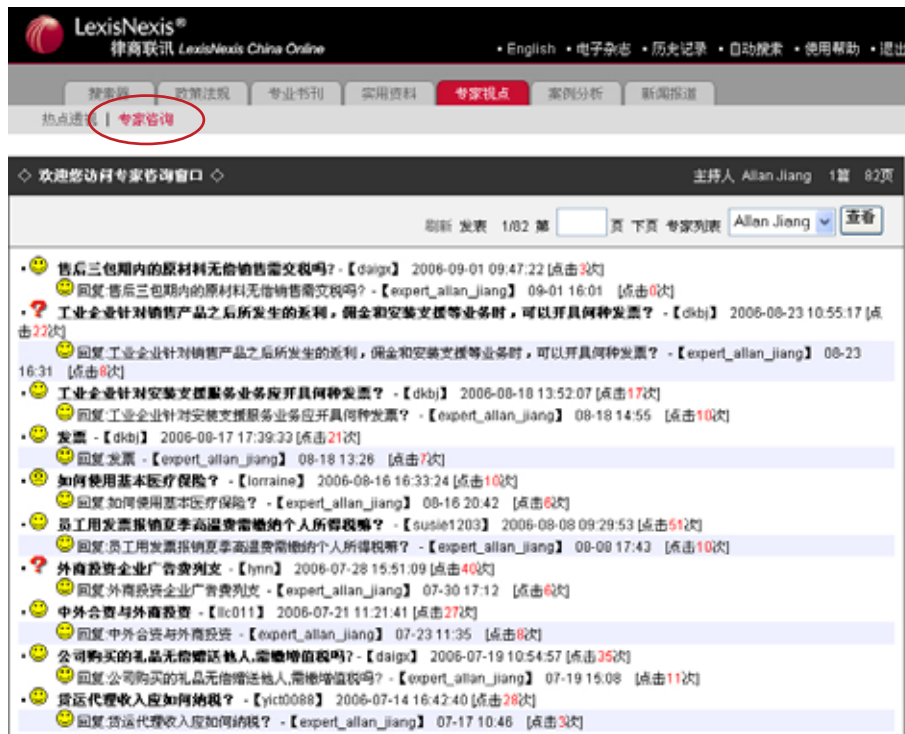 LexisNexis®
律商联讯 LexisNexis China Online
• English • 电子杂志 • 历史记录 • 自动搜索 • 使用帮助 • 退出
搜索器 政策法规 专业书刊 实用资料 专家视点 案例分析 新闻报道
热点透视 | 专家咨询
◇ 欢迎您访问专家咨询窗口 ◇ 主持人 Allan Jiang 1篇 82页
刷新 发表 1/82 第 页 下页 专家列表 Allan Jiang 查看
• 售后三包期内的原材料无偿销售需交税吗? -【daigx】 2006-09-01 09:47:22 [点击3次]
回复:售后三包期内的原材料无偿销售需交税吗? -【expert_allan_jiang】 09-01 16:01 [点击0次]
• 工业企业针对销售产品之后所发生的返利，佣金和安装支援等业务时，可以开具何种发票？ -【dkbj】 2006-08-23 10:55:17 [点
击22次]
回复:工业企业针对销售产品之后所发生的返利，佣金和安装支援等业务时，可以开具何种发票？ -【expert_allan_jiang】 08-23
16:31 [点击8次]
• 工业企业针对安装支援服务业务应开具何种发票？ -【dkbj】 2006-08-18 13:52:07 [点击17次]
回复:工业企业针对安装支援服务业务应开具何种发票？ -【expert_allan_jiang】 08-18 14:55 [点击10次]
• 发票 -【dkbj】 2006-08-17 17:39:33 [点击21次]
回复:发票 -【expert_allan_jiang】 08-18 13:26 [点击7次]
• 如何使用基本医疗保险？ -【lorraine】 2006-08-16 16:33:24 [点击10次]
回复:如何使用基本医疗保险？ -【expert_allan_jiang】 08-16 20:42 [点击6次]
• 员工用发票报销夏季高温费需缴纳个人所得税嘛？ -【susie1203】 2006-08-08 09:29:53 [点击51次]
回复:员工用发票报销夏季高温费需缴纳个人所得税嘛？ -【expert_allan_jiang】 08-08 17:43 [点击10次]
• 外商投资企业广告费列支 -【lynn】 2006-07-28 15:51:09 [点击40次]
回复:外商投资企业广告费列支 -【expert_allan_jiang】 07-30 17:12 [点击6次]
• 中外合资与外商投资 -【llc011】 2006-07-21 11:21:41 [点击27次]
回复:中外合资与外商投资 -【expert_allan_jiang】 07-23 11:35 [点击8次]
• 公司购买的礼品无偿赠送他人,需缴增值税吗? -【daigx】 2006-07-19 10:54:57 [点击35次]
回复:公司购买的礼品无偿赠送他人,需缴增值税吗? -【expert_allan_jiang】 07-19 15:08 [点击11次]
• 货运代理收入应如何纳税？ -【yict0088】 2006-07-14 16:42:40 [点击28次]
回复:货运代理收入应如何纳税？ -【expert_allan_jiang】 07-17 10:46 [点击3次]